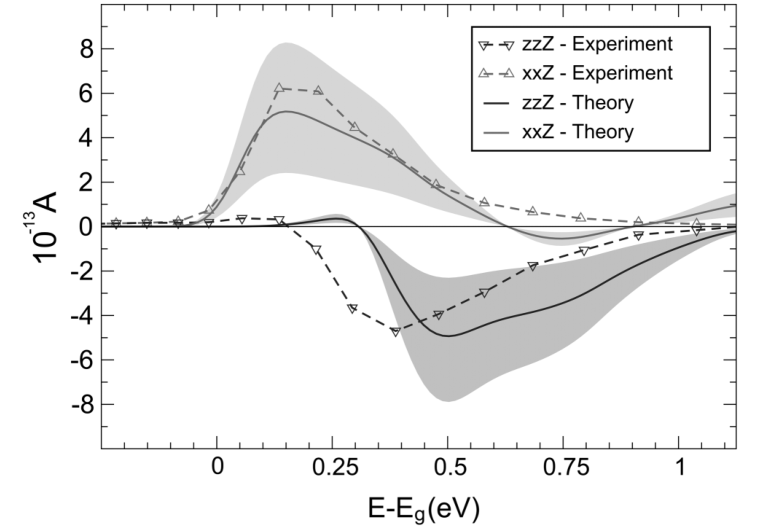 8
6
4
2
0
-2
-4
-6
-8
10⁻¹³A
zzZ - Experiment
xxZ - Experiment
zzZ - Theory
xxZ - Theory
0 0.25 0.5 0.75 1
E-Eg(eV)